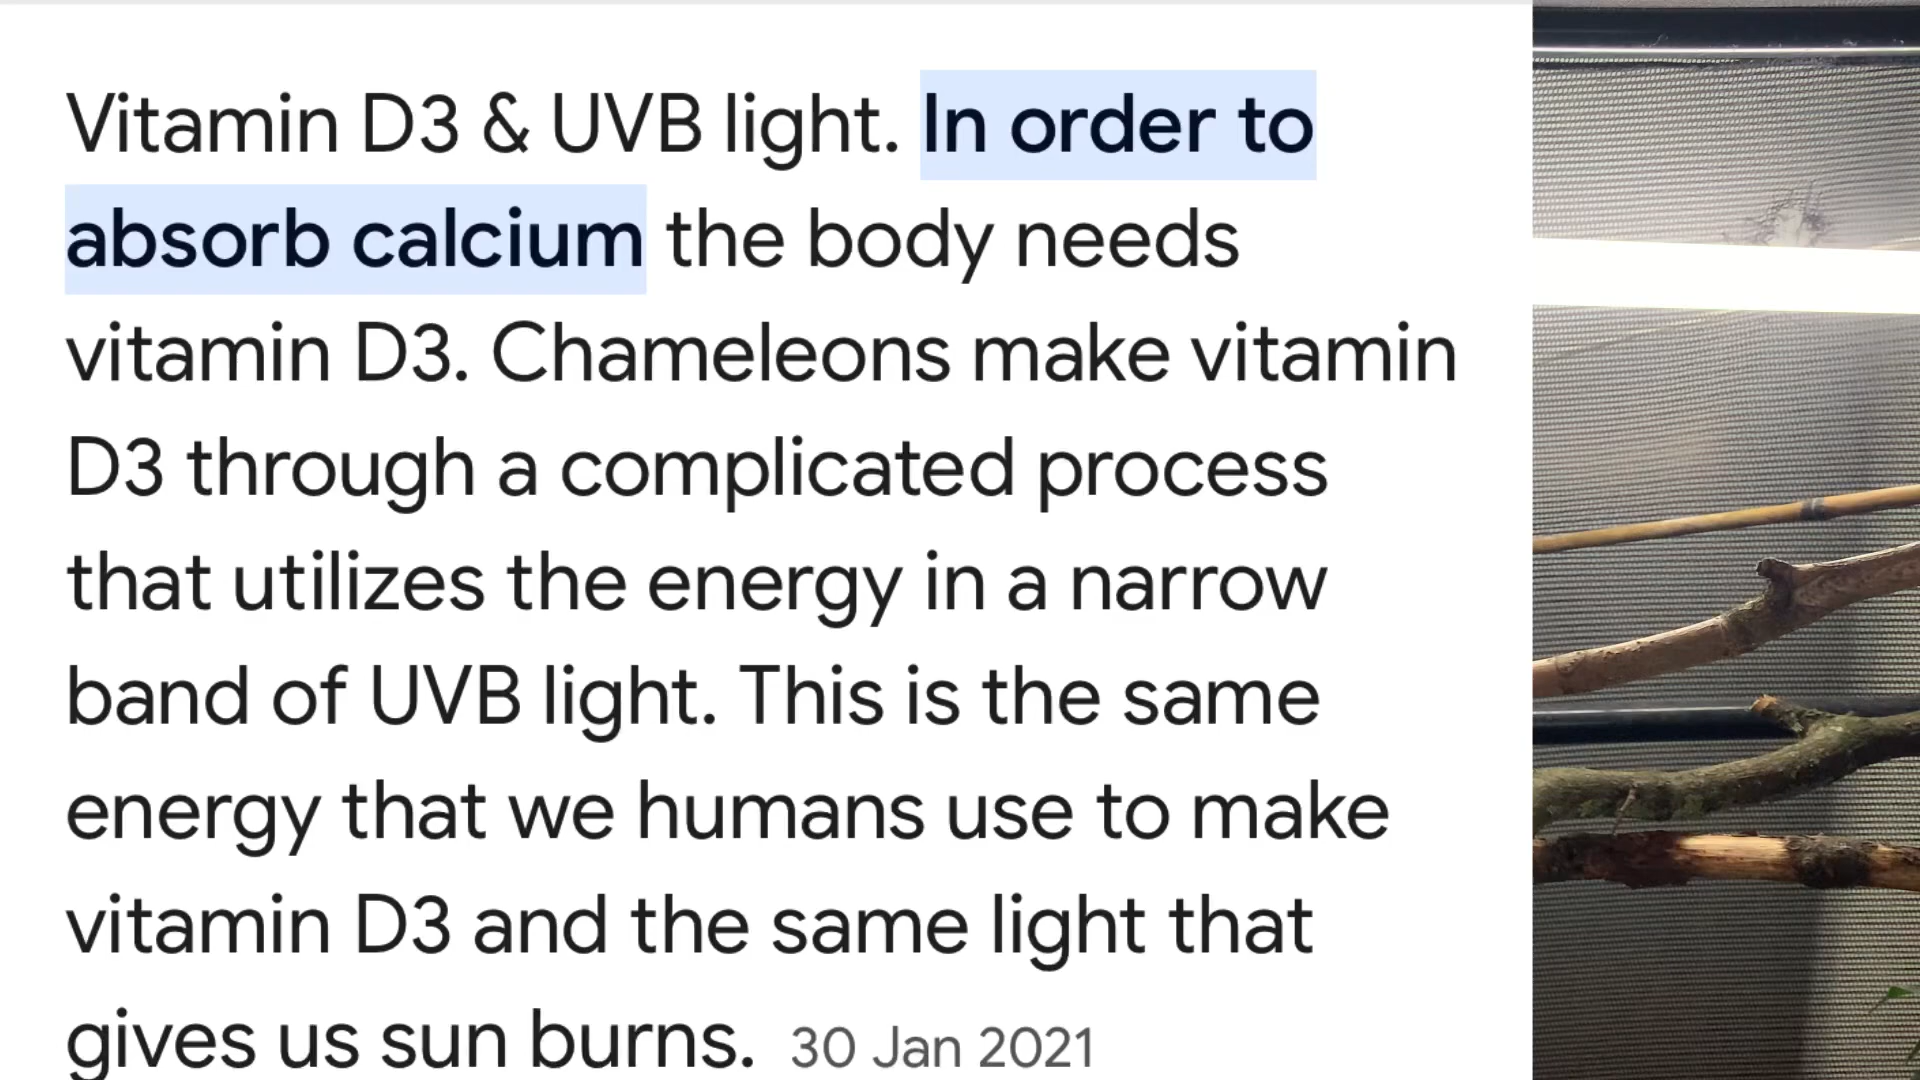 Vitamin D3 & UVB light. In order to
absorb calcium the body needs
vitamin D3. Chameleons make vitamin
D3 through a complicated process
that utilizes the energy in a narrow
band of UVB light. This is the same
energy that we humans use to make
vitamin D3 and the same light that
gives us sun burns. 30 Jan 2021